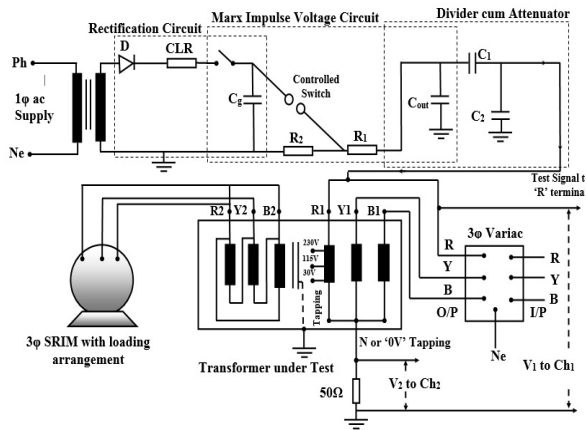 Rectification Circuit
Marx Impulse Voltage Circuit
Divider cum Attenuator
Ph
D
CLR
Controlled
Switch
C1
1φ ac
Supply
Cg
Cout
C2
R2
R1
Ne
Test Signal t
'R' termina
R2 Y2 B2 R1 Y1 B1
3φ Variac
230V
115V
30V
Tapping
R
Y
B
O/P
R
Y
B
I/P
Ne
3φ SRIM with loading
arrangement
Transformer under Test
N or '0V' Tapping
50Ω
V2 to Ch2
V1 to Ch1